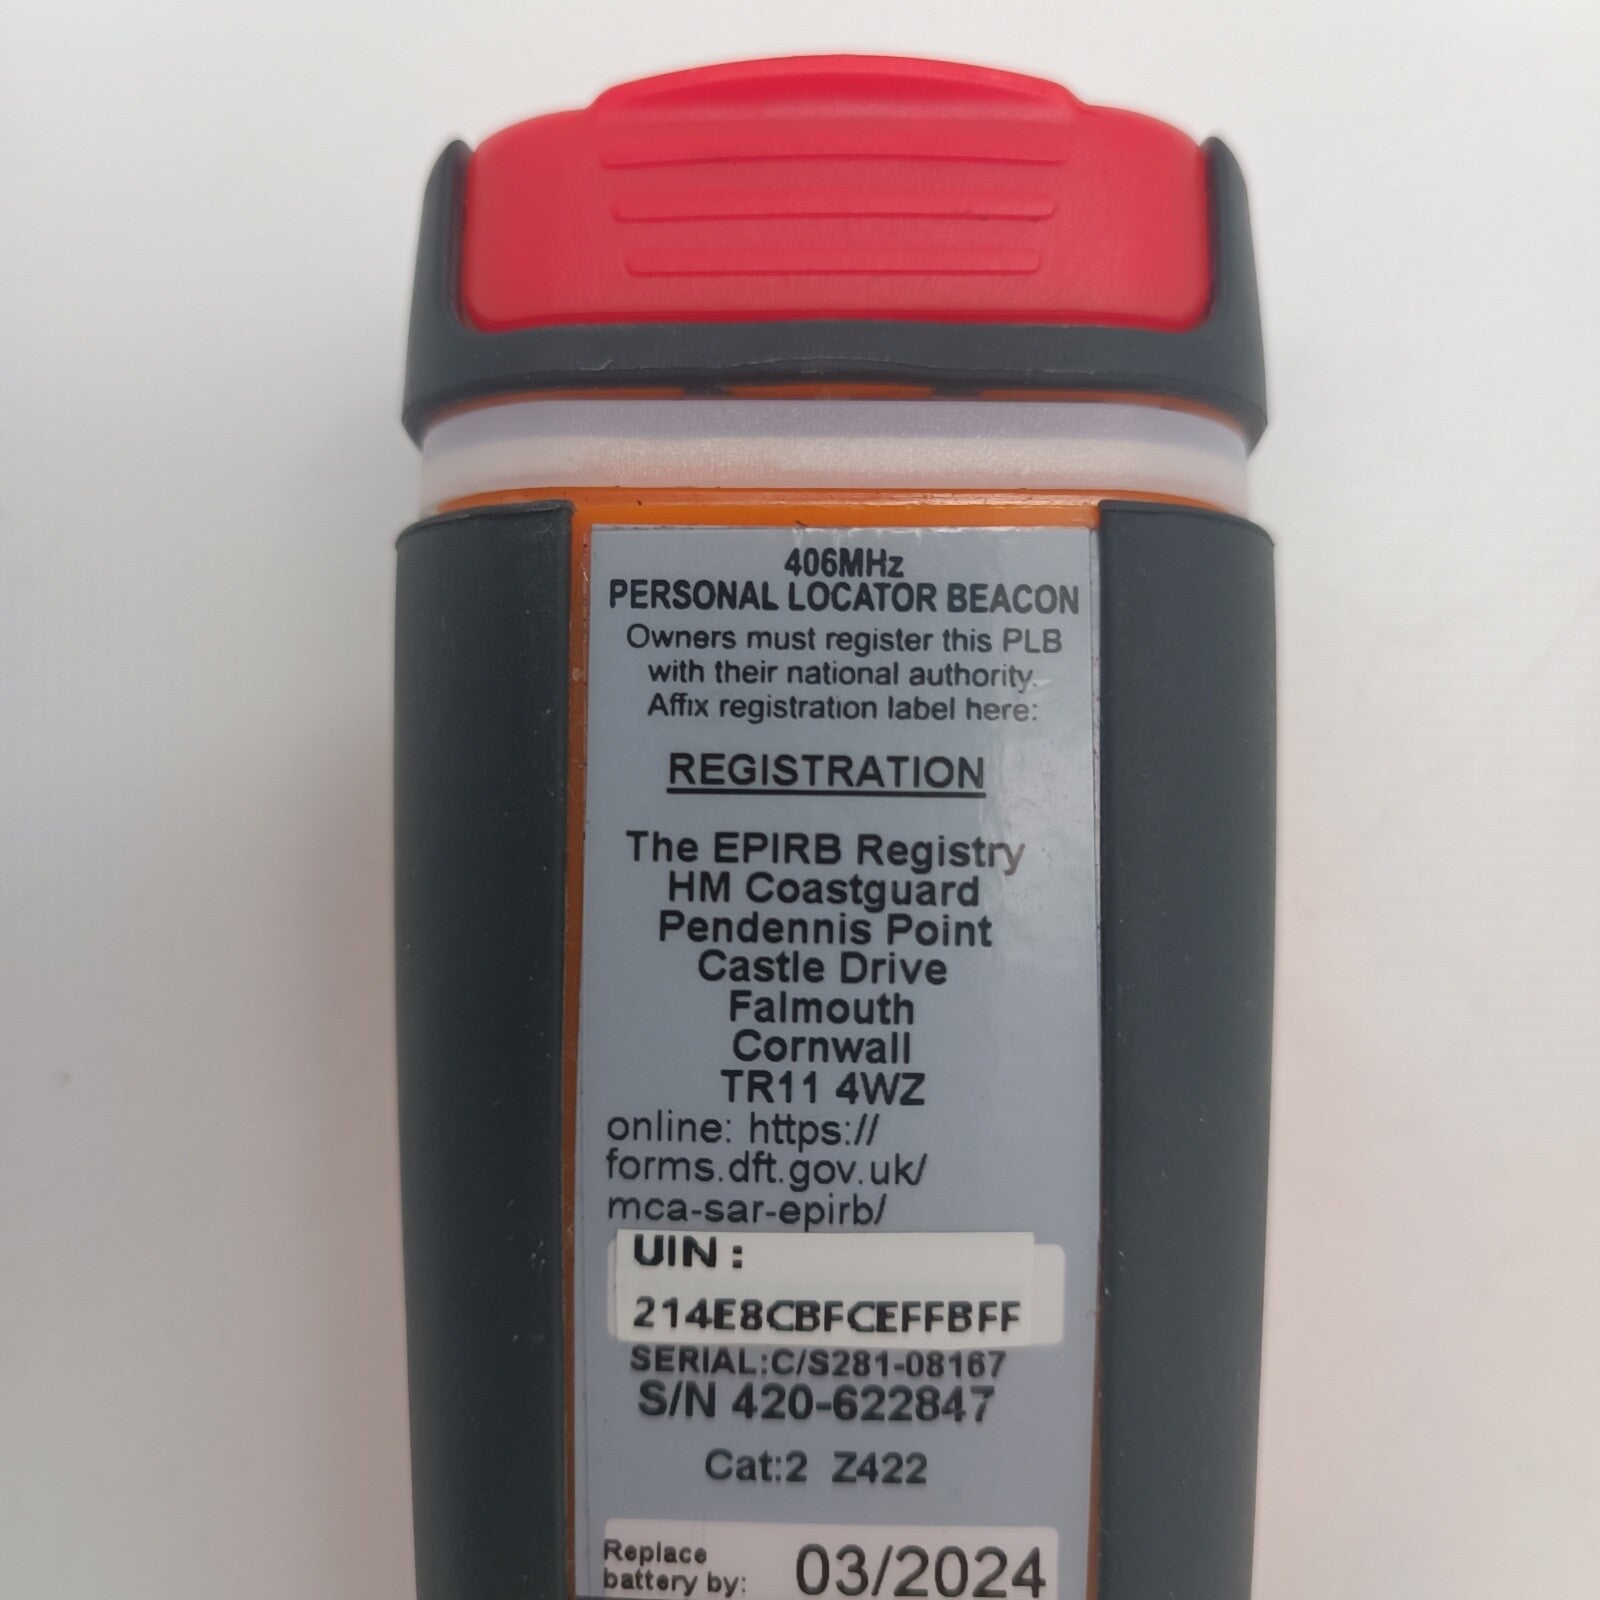 406MHz
PERSONAL LOCATOR BEACON
Owners must register this PLB
with their national authority.
Affix registration label here:
REGISTRATION
The EPIRB Registry
HM Coastguard
Pendennis Point
Castle Drive
Falmouth
Cornwall
TR11 4WZ
online: https://
forms.dft.gov.uk/
mca-sar-epirb/
UIN :
214E8CBFCEFFBFF
SERIAL:C/S281-08167
S/N 420-622847
Cat:2 Z422
Replace
battery by: 03/2024